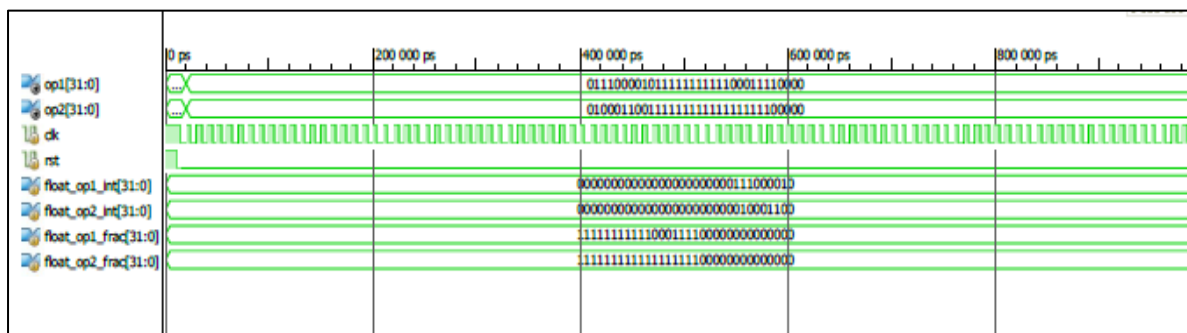 0 ps 200 000 ps 400 000 ps 600 000 ps 800 000 ps
op1[31:0] ... 01110000101111111111100011110000
op2[31:0] ... 01000110011111111111111111110000
clk
rst
float_op1_int[31:0] 00000000000000000000000111000010
float_op2_int[31:0] 00000000000000000000000010001100
float_op1_frac[31:0] 11111111111000111100000000000000
float_op2_frac[31:0] 11111111111111111110000000000000